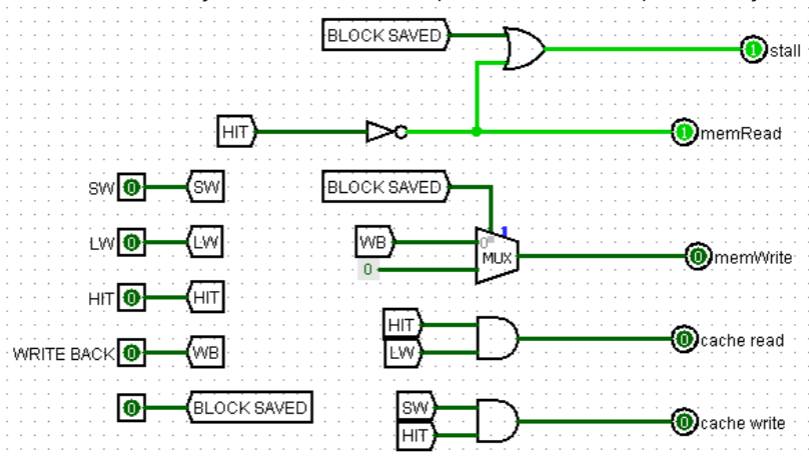 BLOCK SAVED
1 stall
HIT
1 memRead
SW 0 SW
BLOCK SAVED
LW 0 LW
WB
0
1
MUX
0
0 memWrite
HIT 0 HIT
HIT
LW
0 cache read
WRITE BACK 0 WB
SW
HIT
0 cache write
0 BLOCK SAVED